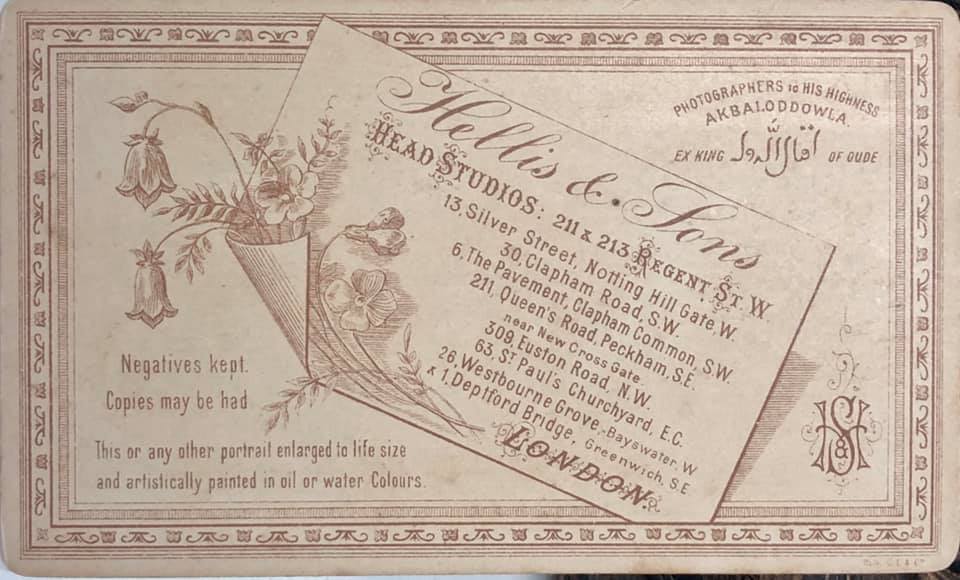 Hellis & Sons
HEAD STUDIOS: 211 & 213 REGENT ST. W.
13, Silver Street, Notting Hill Gate, W.
30, Clapham Road, S.W.
6, The Pavement, Clapham Common, S.W.
211, Queen's Road, Peckham, S.E.
near New Cross Gate.
309, Euston Road, N.W.
63, ST Paul's Churchyard, E.C.
26, Westbourne Grove, Bayswater, W
& 1, Deptford Bridge, Greenwich, S.E
LONDON.
PHOTOGRAPHERS to HIS HIGHNESS
AKBALODDOWLA.
EX KING اقبال الدوله OF OUDE
Negatives kept.
Copies may be had
This or any other portrait enlarged to life size
and artistically painted in oil or water Colours.
H&S